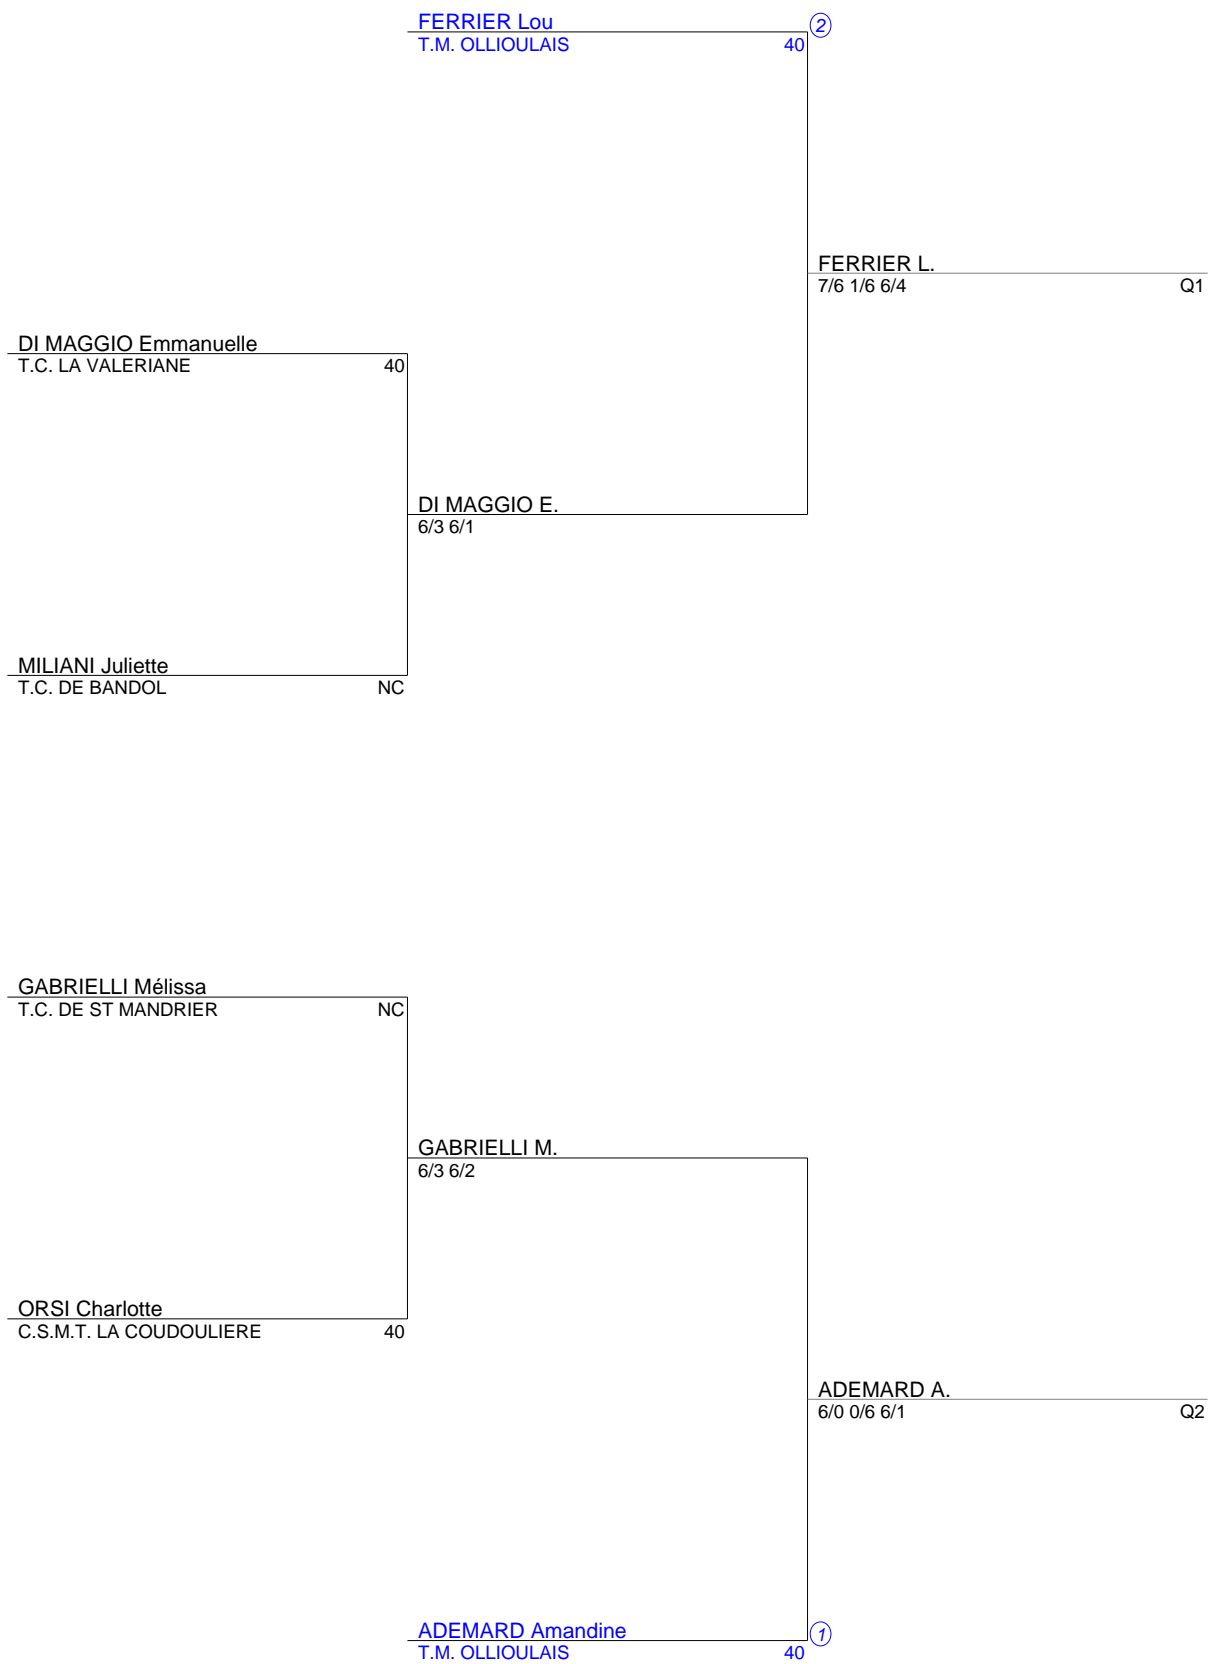 FERRIER Lou 2
T.M. OLLIOULAIS 40
FERRIER L.
7/6 1/6 6/4 Q1
DI MAGGIO Emmanuelle
T.C. LA VALERIANE 40
DI MAGGIO E.
6/3 6/1
MILIANI Juliette
T.C. DE BANDOL NC
GABRIELLI Mélissa
T.C. DE ST MANDRIER NC
GABRIELLI M.
6/3 6/2
ORSI Charlotte
C.S.M.T. LA COUDOULIERE 40
ADEMARD A.
6/0 0/6 6/1 Q2
ADEMARD Amandine 1
T.M. OLLIOULAIS 40